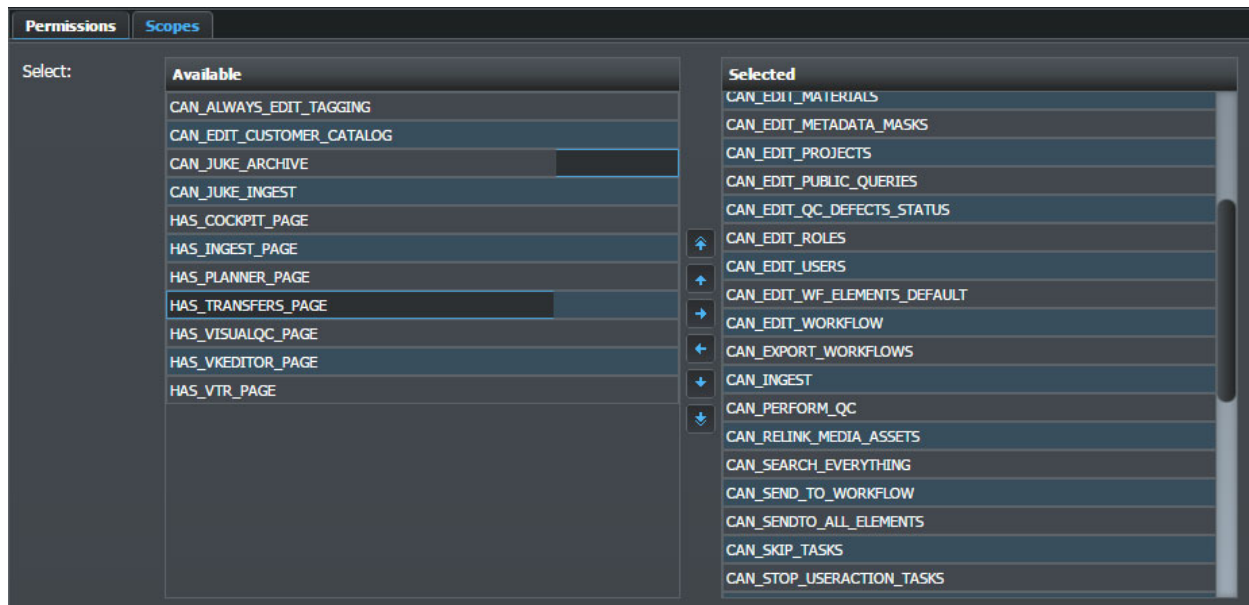 Permissions
Scopes
Select:
Available
CAN_ALWAYS_EDIT_TAGGING
CAN_EDIT_CUSTOMER_CATALOG
CAN_JUKE_ARCHIVE
CAN_JUKE_INGEST
HAS_COCKPIT_PAGE
HAS_INGEST_PAGE
HAS_PLANNER_PAGE
HAS_TRANSFERS_PAGE
HAS_VISUALQC_PAGE
HAS_VKEDITOR_PAGE
HAS_VTR_PAGE
Selected
CAN_EDIT_MATERIALS
CAN_EDIT_METADATA_MASKS
CAN_EDIT_PROJECTS
CAN_EDIT_PUBLIC_QUERIES
CAN_EDIT_QC_DEFECTS_STATUS
CAN_EDIT_ROLES
CAN_EDIT_USERS
CAN_EDIT_WF_ELEMENTS_DEFAULT
CAN_EDIT_WORKFLOW
CAN_EXPORT_WORKFLOWS
CAN_INGEST
CAN_PERFORM_QC
CAN_RELINK_MEDIA_ASSETS
CAN_SEARCH_EVERYTHING
CAN_SEND_TO_WORKFLOW
CAN_SENDTO_ALL_ELEMENTS
CAN_SKIP_TASKS
CAN_STOP_USERACTION_TASKS